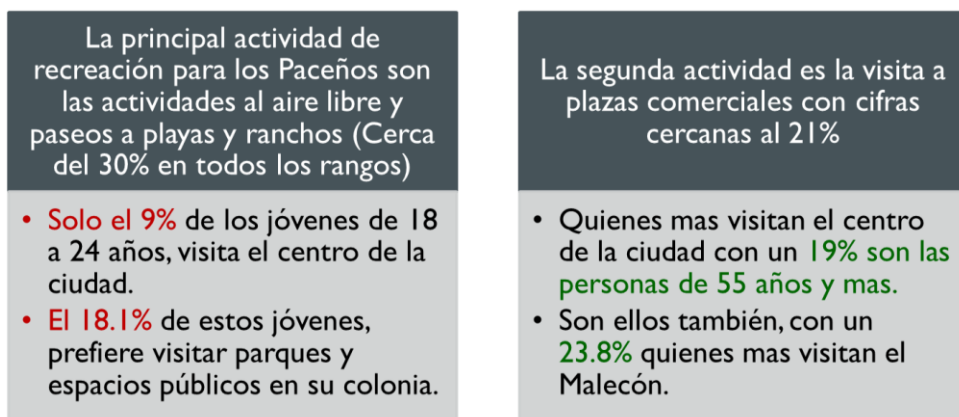 La principal actividad de
recreación para los Paceños son
las actividades al aire libre y
paseos a playas y ranchos (Cerca
del 30% en todos los rangos)
• Solo el 9% de los jóvenes de 18
a 24 años, visita el centro de la
ciudad.
• El 18.1% de estos jóvenes,
prefiere visitar parques y
espacios públicos en su colonia.
La segunda actividad es la visita a
plazas comerciales con cifras
cercanas al 21%
• Quienes mas visitan el centro
de la ciudad con un 19% son las
personas de 55 años y mas.
• Son ellos también, con un
23.8% quienes mas visitan el
Malecón.